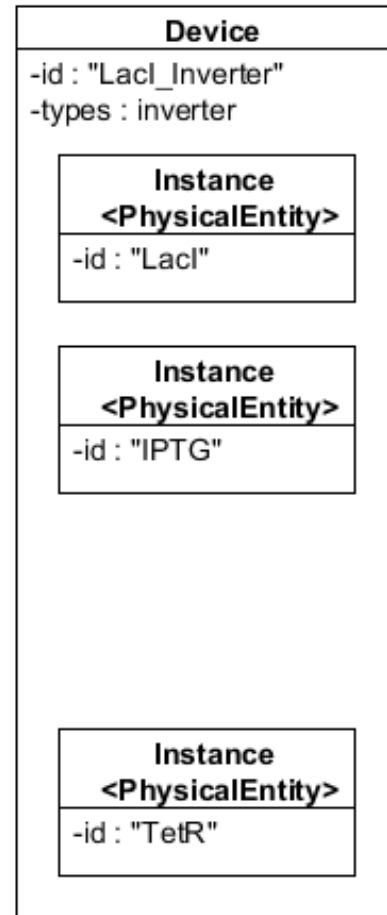 Device
-id : "LacI_Inverter"
-types : inverter
Instance
<PhysicalEntity>
-id : "LacI"
Instance
<PhysicalEntity>
-id : "IPTG"
Instance
<PhysicalEntity>
-id : "TetR"